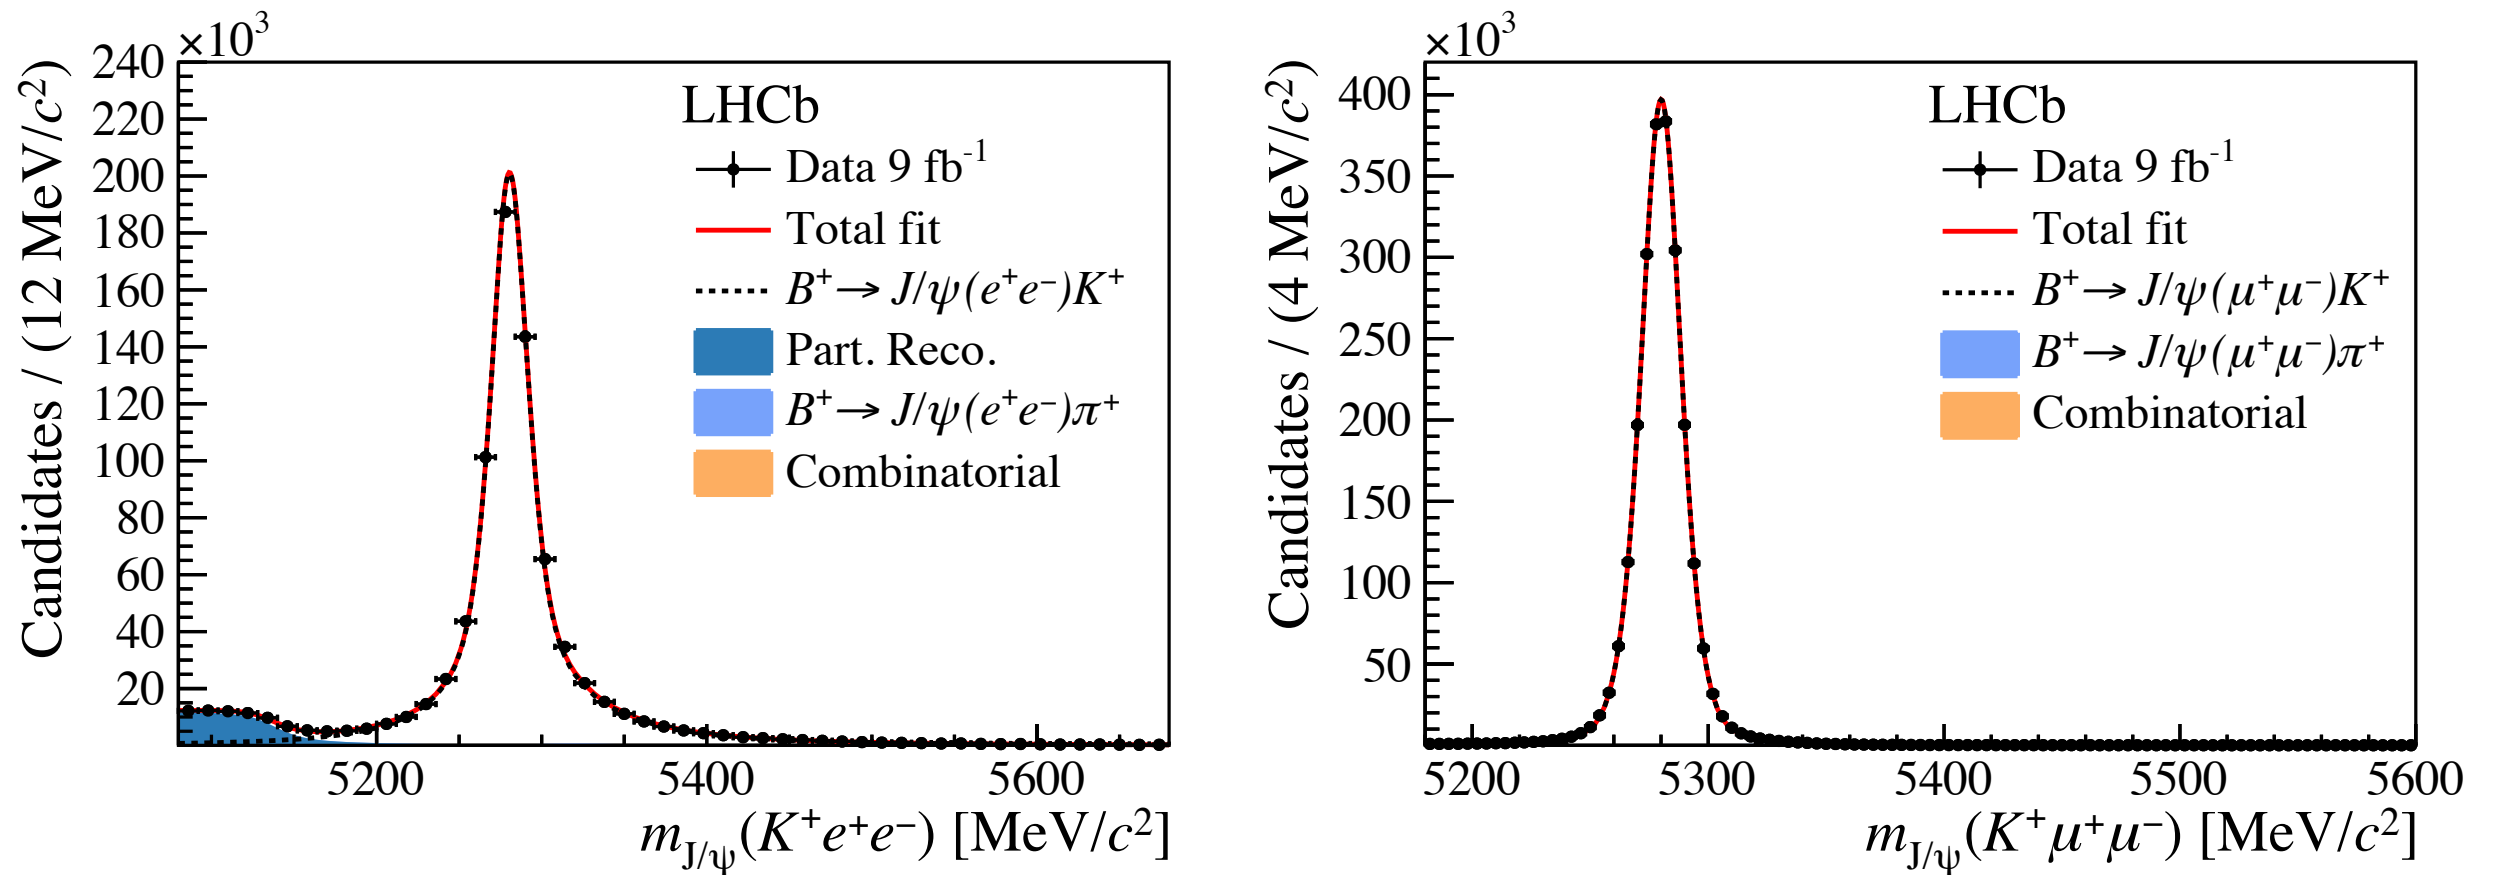 ×10³
240
220
200
180
160
140
120
100
80
60
40
20
Candidates / (12 MeV/c²)
LHCb
Data 9 fb⁻¹
Total fit
B⁺→ J/ψ(e⁺e⁻)K⁺
Part. Reco.
B⁺→ J/ψ(e⁺e⁻)π⁺
Combinatorial
5200 5400 5600
m_J/ψ(K⁺e⁺e⁻) [MeV/c²]
×10³
400
350
300
250
200
150
100
50
Candidates / (4 MeV/c²)
LHCb
Data 9 fb⁻¹
Total fit
B⁺→ J/ψ(μ⁺μ⁻)K⁺
B⁺→ J/ψ(μ⁺μ⁻)π⁺
Combinatorial
5200 5300 5400 5500 5600
m_J/ψ(K⁺μ⁺μ⁻) [MeV/c²]